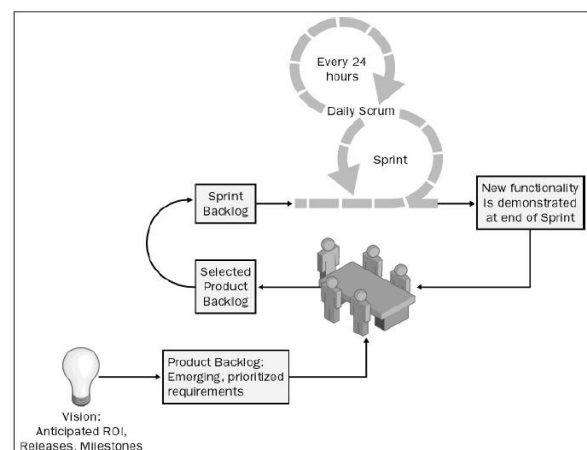 Every 24
hours
Daily Scrum
Sprint
Sprint
Backlog
New functionality
is demonstrated
at end of Sprint
Selected
Product
Backlog
Product Backlog:
Emerging, prioritized
requirements
Vision:
Anticipated ROI,
Releases, Milestones